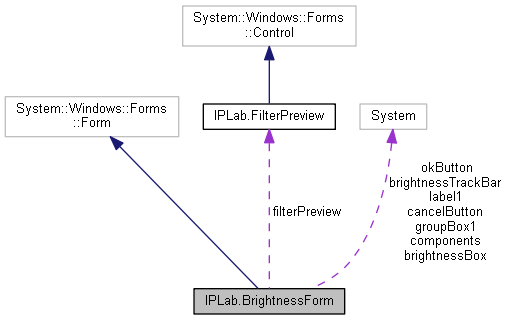 System::Windows::Forms
::Control
System::Windows::Forms
::Form
IPLab.FilterPreview
System
okButton
brightnessTrackBar
label1
cancelButton
groupBox1
components
brightnessBox
filterPreview
IPLab.BrightnessForm